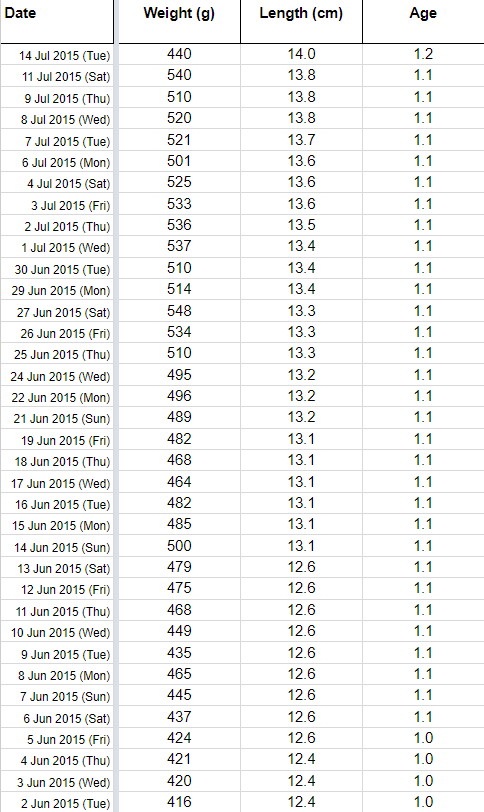 Date Weight (g) Length (cm) Age
14 Jul 2015 (Tue) 440 14.0 1.2
11 Jul 2015 (Sat) 540 13.8 1.1
9 Jul 2015 (Thu) 510 13.8 1.1
8 Jul 2015 (Wed) 520 13.8 1.1
7 Jul 2015 (Tue) 521 13.7 1.1
6 Jul 2015 (Mon) 501 13.6 1.1
4 Jul 2015 (Sat) 525 13.6 1.1
3 Jul 2015 (Fri) 533 13.6 1.1
2 Jul 2015 (Thu) 536 13.5 1.1
1 Jul 2015 (Wed) 537 13.4 1.1
30 Jun 2015 (Tue) 510 13.4 1.1
29 Jun 2015 (Mon) 514 13.4 1.1
27 Jun 2015 (Sat) 548 13.3 1.1
26 Jun 2015 (Fri) 534 13.3 1.1
25 Jun 2015 (Thu) 510 13.3 1.1
24 Jun 2015 (Wed) 495 13.2 1.1
22 Jun 2015 (Mon) 496 13.2 1.1
21 Jun 2015 (Sun) 489 13.2 1.1
19 Jun 2015 (Fri) 482 13.1 1.1
18 Jun 2015 (Thu) 468 13.1 1.1
17 Jun 2015 (Wed) 464 13.1 1.1
16 Jun 2015 (Tue) 482 13.1 1.1
15 Jun 2015 (Mon) 485 13.1 1.1
14 Jun 2015 (Sun) 500 13.1 1.1
13 Jun 2015 (Sat) 479 12.6 1.1
12 Jun 2015 (Fri) 475 12.6 1.1
11 Jun 2015 (Thu) 468 12.6 1.1
10 Jun 2015 (Wed) 449 12.6 1.1
9 Jun 2015 (Tue) 435 12.6 1.1
8 Jun 2015 (Mon) 465 12.6 1.1
7 Jun 2015 (Sun) 445 12.6 1.1
6 Jun 2015 (Sat) 437 12.6 1.1
5 Jun 2015 (Fri) 424 12.6 1.0
4 Jun 2015 (Thu) 421 12.4 1.0
3 Jun 2015 (Wed) 420 12.4 1.0
2 Jun 2015 (Tue) 416 12.4 1.0